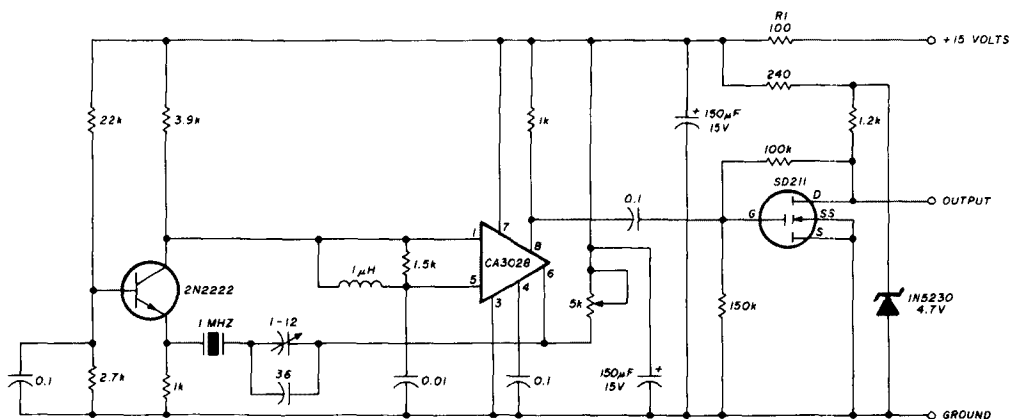 R1
100
+15 VOLTS
240
22k
3.9k
1k
+ 150µF
15V
1.2k
100k
SD211
D
G
SS
S
OUTPUT
0.1
1
7
8
CA3028
6
5
3
4
1.5k
1µH
2N2222
5k
1 MHZ
1-12
36
150k
1N5230
4.7V
0.1
2.7k
1k
0.01
0.1
150µF
15V
+
GROUND